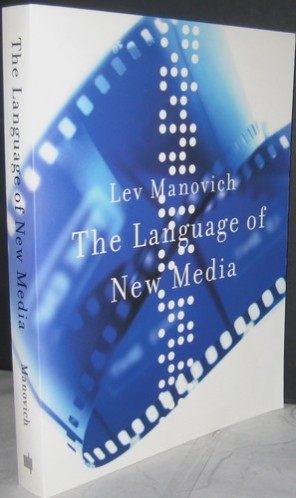 Lev Manovich
The Language of
New Media
The Language of New Media
Manovich